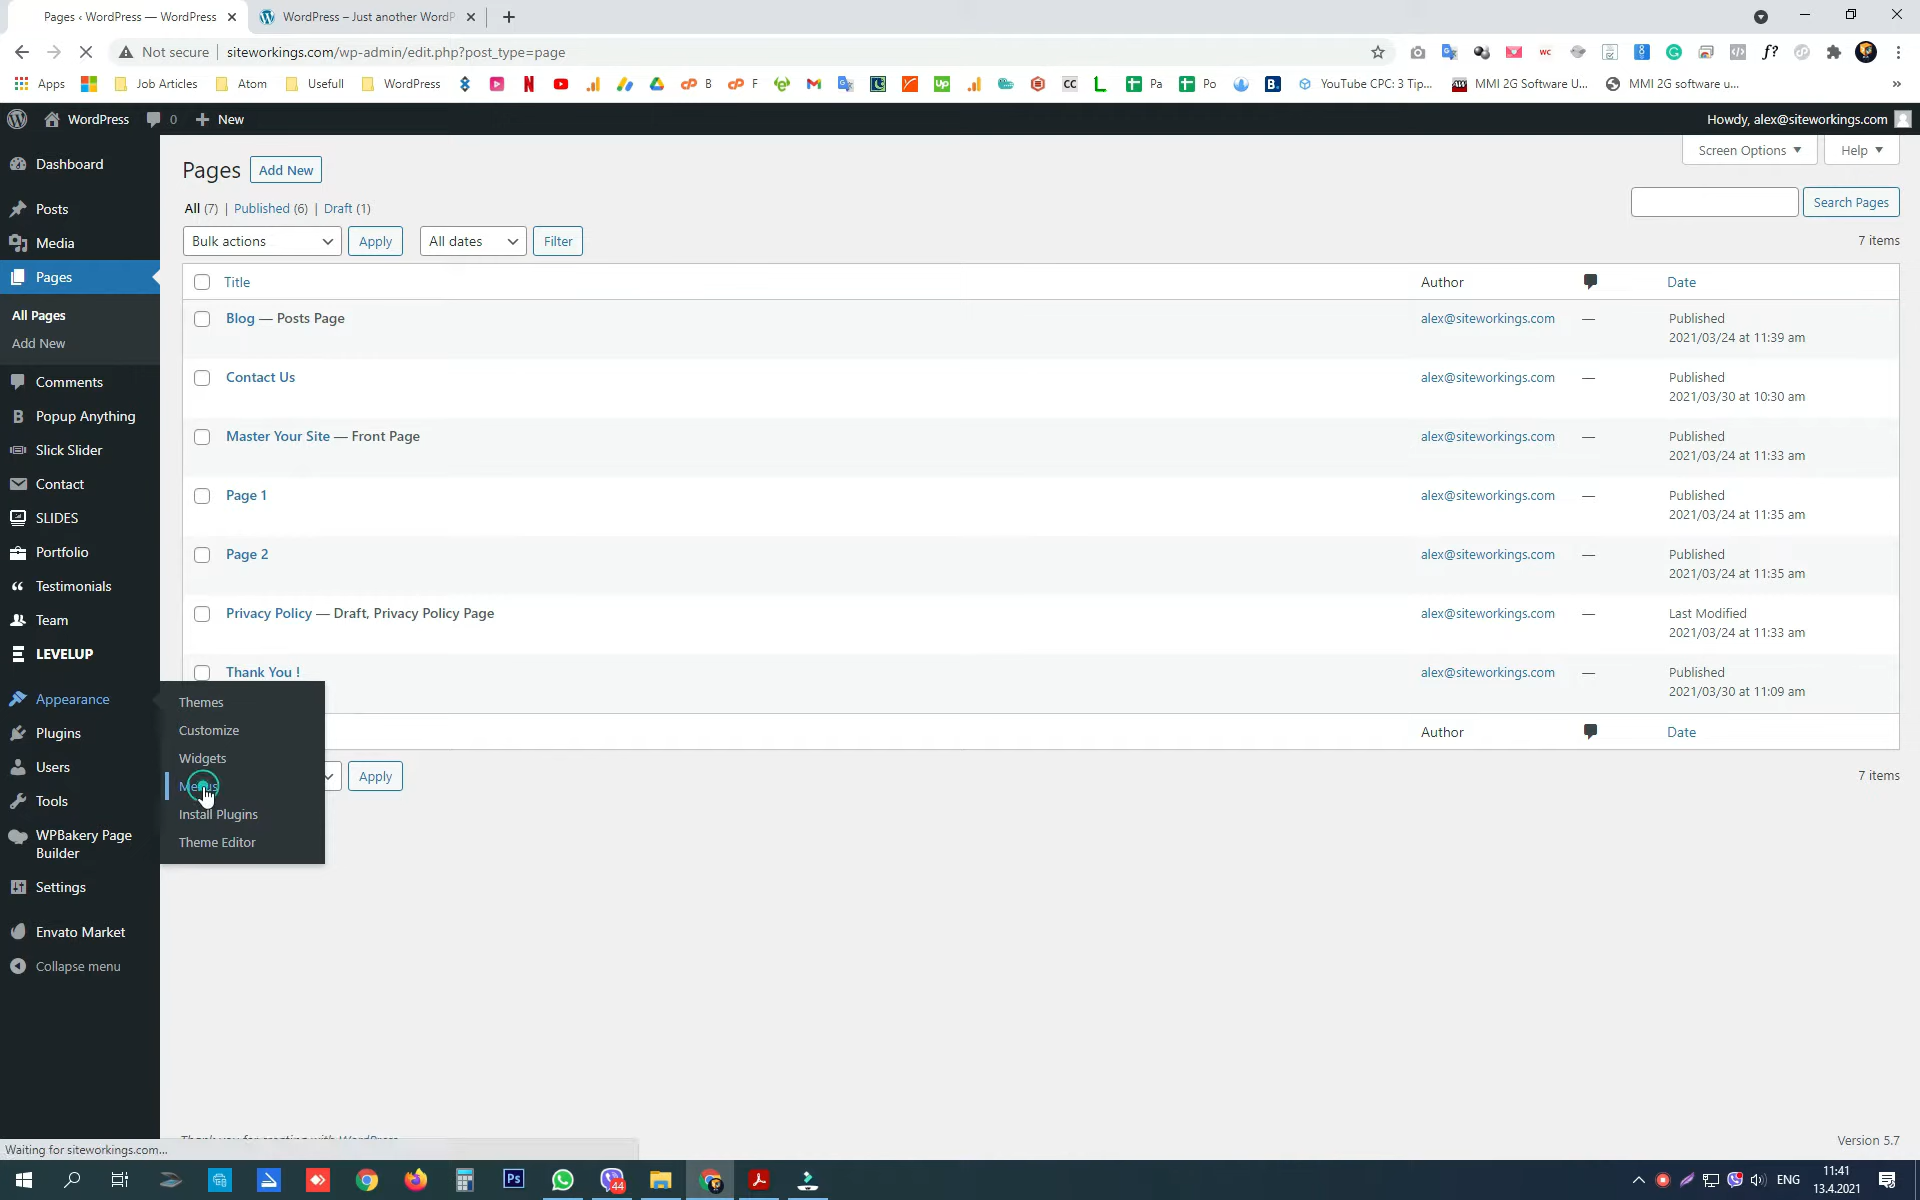 Pages ‹ WordPress — WordPress
WordPress – Just another WordP
Not secure
siteworkings.com/wp-admin/edit.php?post_type=page
Apps
Job Articles
Atom
Usefull
WordPress
B
F
CC
Pa
Po
YouTube CPC: 3 Tip...
MMI 2G Software U...
MMI 2G software u...
WordPress
0
New
Howdy, alex@siteworkings.com
Dashboard
Posts
Media
Pages
All Pages
Add New
Comments
Popup Anything
Slick Slider
Contact
SLIDES
Portfolio
Testimonials
Team
LEVELUP
Appearance
Plugins
Users
Tools
WPBakery Page
Builder
Settings
Envato Market
Collapse menu
Themes
Customize
Widgets
Install Plugins
Theme Editor
Pages
Add New
Screen Options
Help
All (7) | Published (6) | Draft (1)
Search Pages
Bulk actions
Apply
All dates
Filter
7 items
Title
Author
Date
Blog — Posts Page
alex@siteworkings.com
—
Published
2021/03/24 at 11:39 am
Contact Us
alex@siteworkings.com
—
Published
2021/03/30 at 10:30 am
Master Your Site — Front Page
alex@siteworkings.com
—
Published
2021/03/24 at 11:33 am
Page 1
alex@siteworkings.com
—
Published
2021/03/24 at 11:35 am
Page 2
alex@siteworkings.com
—
Published
2021/03/24 at 11:35 am
Privacy Policy — Draft, Privacy Policy Page
alex@siteworkings.com
—
Last Modified
2021/03/24 at 11:33 am
Thank You !
alex@siteworkings.com
—
Published
2021/03/30 at 11:09 am
Author
Date
Apply
7 items
Version 5.7
Waiting for siteworkings.com...
Ps
44
ENG
11:41
13.4.2021